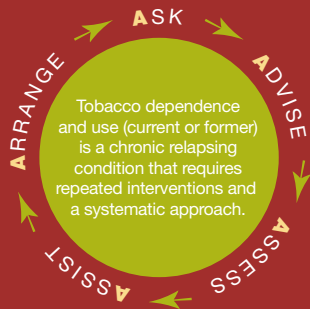 ASK
ADVISE
ASSESS
ASSIST
ARRANGE
Tobacco dependence
and use (current or former)
is a chronic relapsing
condition that requires
repeated interventions and
a systematic approach.